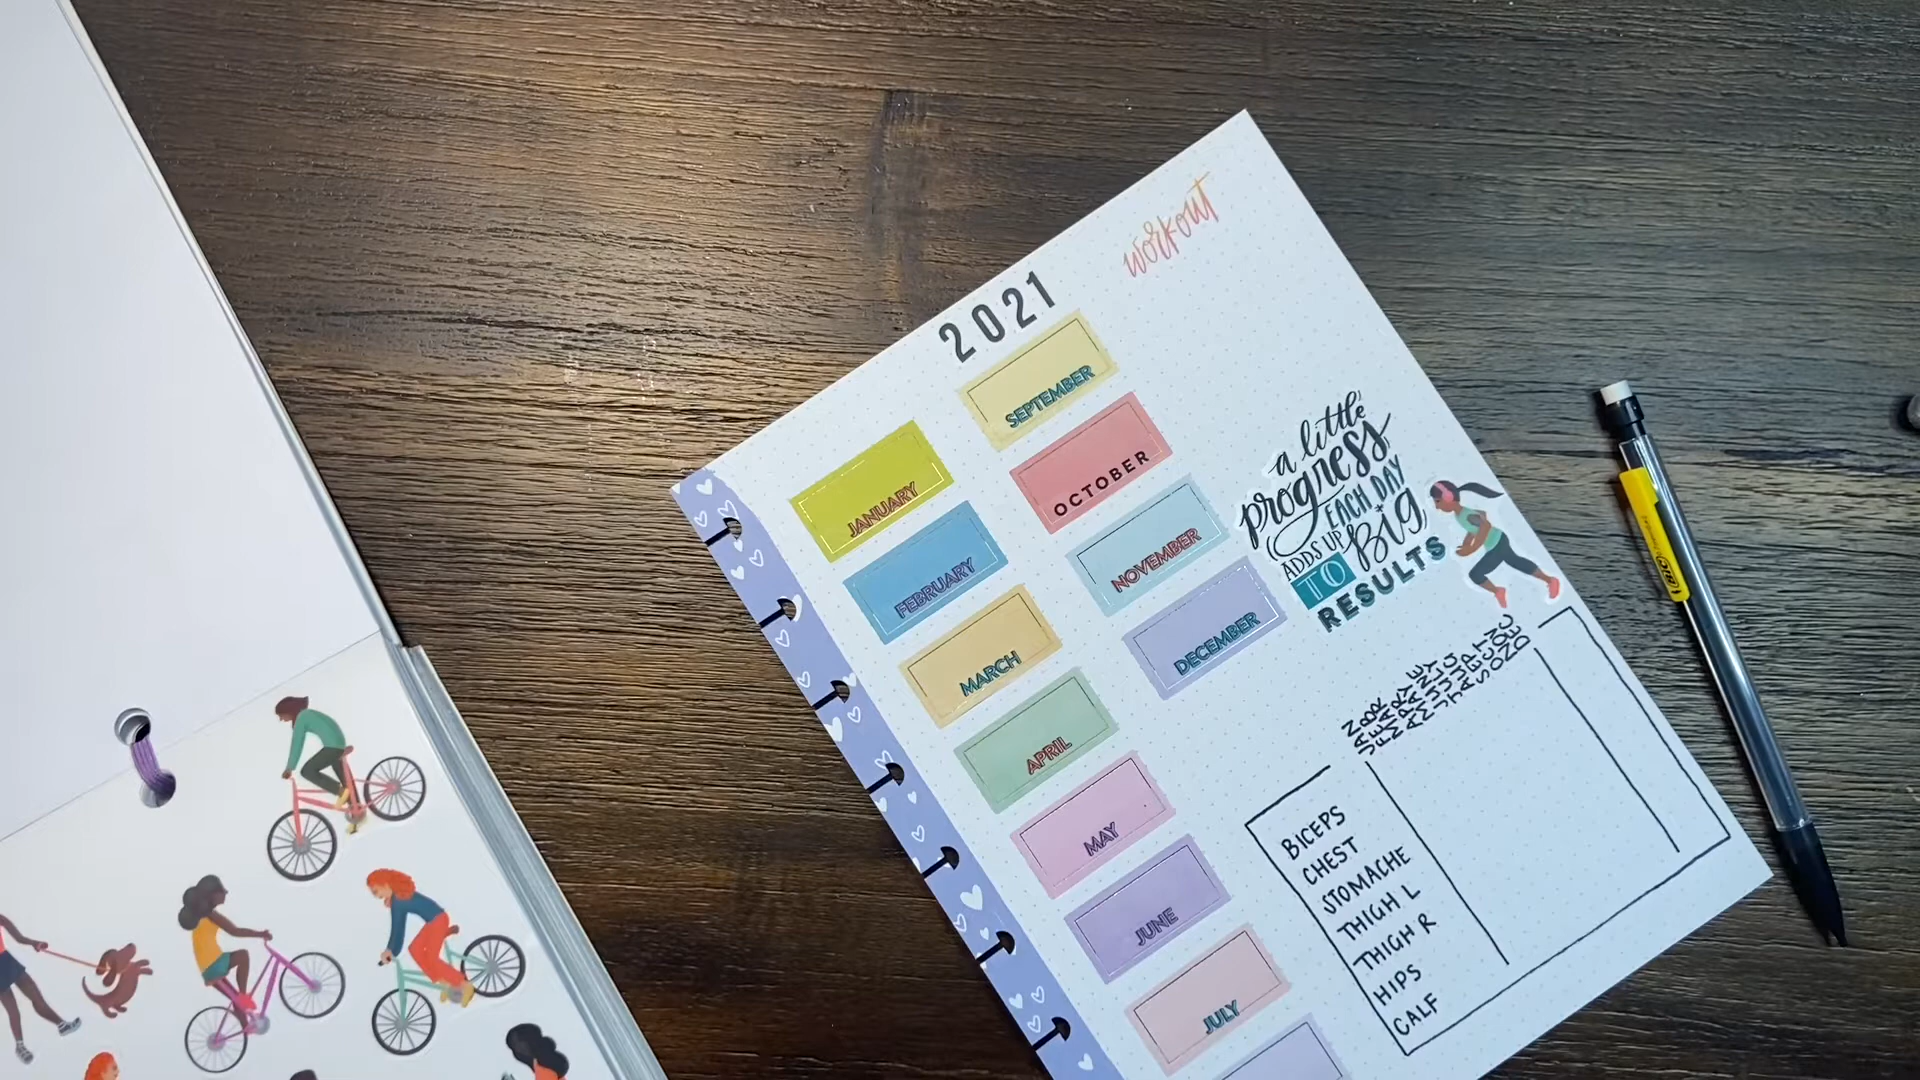 workout
2021
JANUARY
FEBRUARY
MARCH
APRIL
MAY
JUNE
JULY
SEPTEMBER
OCTOBER
NOVEMBER
DECEMBER
a little
progress
EACH DAY
ADDS UP
TO BIG
RESULTS
BICEPS
CHEST
STOMACHE
THIGH L
THIGH R
HIPS
CALF
BIC